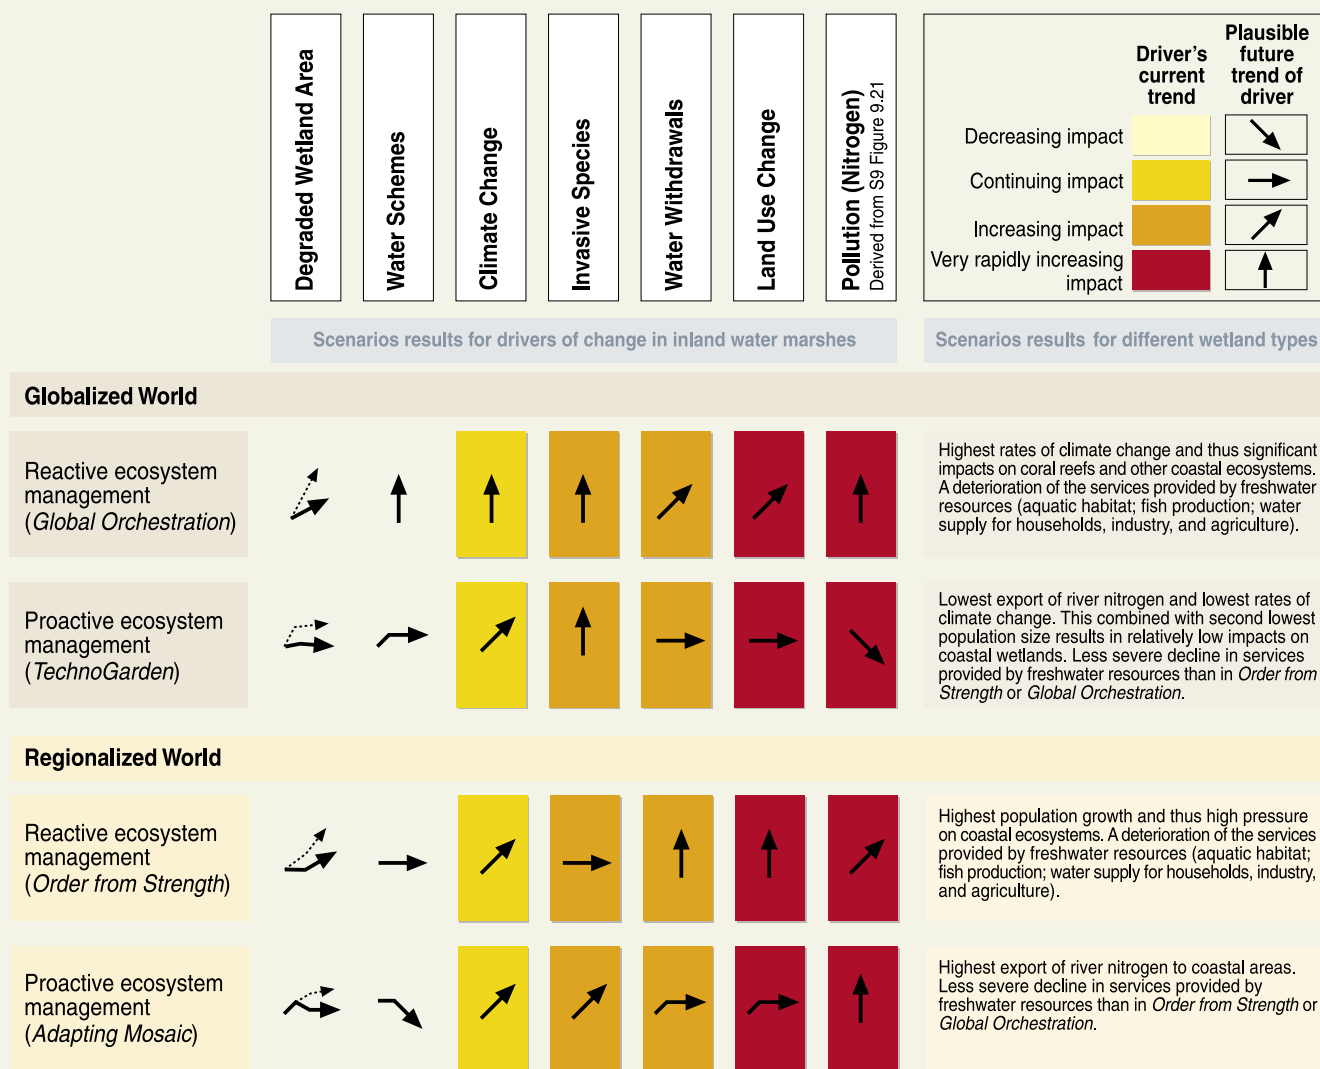 Degraded Wetland Area
Water Schemes
Climate Change
Invasive Species
Water Withdrawals
Land Use Change
Pollution (Nitrogen)
Derived from S9 Figure 9.21
Driver's
current
trend
Plausible
future
trend of
driver
Decreasing impact
Continuing impact
Increasing impact
Very rapidly increasing
impact
Scenarios results for drivers of change in inland water marshes
Scenarios results for different wetland types
Globalized World
Reactive ecosystem
management
(Global Orchestration)
Highest rates of climate change and thus significant
impacts on coral reefs and other coastal ecosystems.
A deterioration of the services provided by freshwater
resources (aquatic habitat; fish production; water
supply for households, industry, and agriculture).
Proactive ecosystem
management
(TechnoGarden)
Lowest export of river nitrogen and lowest rates of
climate change. This combined with second lowest
population size results in relatively low impacts on
coastal wetlands. Less severe decline in services
provided by freshwater resources than in Order from
Strength or Global Orchestration.
Regionalized World
Reactive ecosystem
management
(Order from Strength)
Highest population growth and thus high pressure
on coastal ecosystems. A deterioration of the services
provided by freshwater resources (aquatic habitat;
fish production; water supply for households, industry,
and agriculture).
Proactive ecosystem
management
(Adapting Mosaic)
Highest export of river nitrogen to coastal areas.
Less severe decline in services provided by
freshwater resources than in Order from Strength or
Global Orchestration.